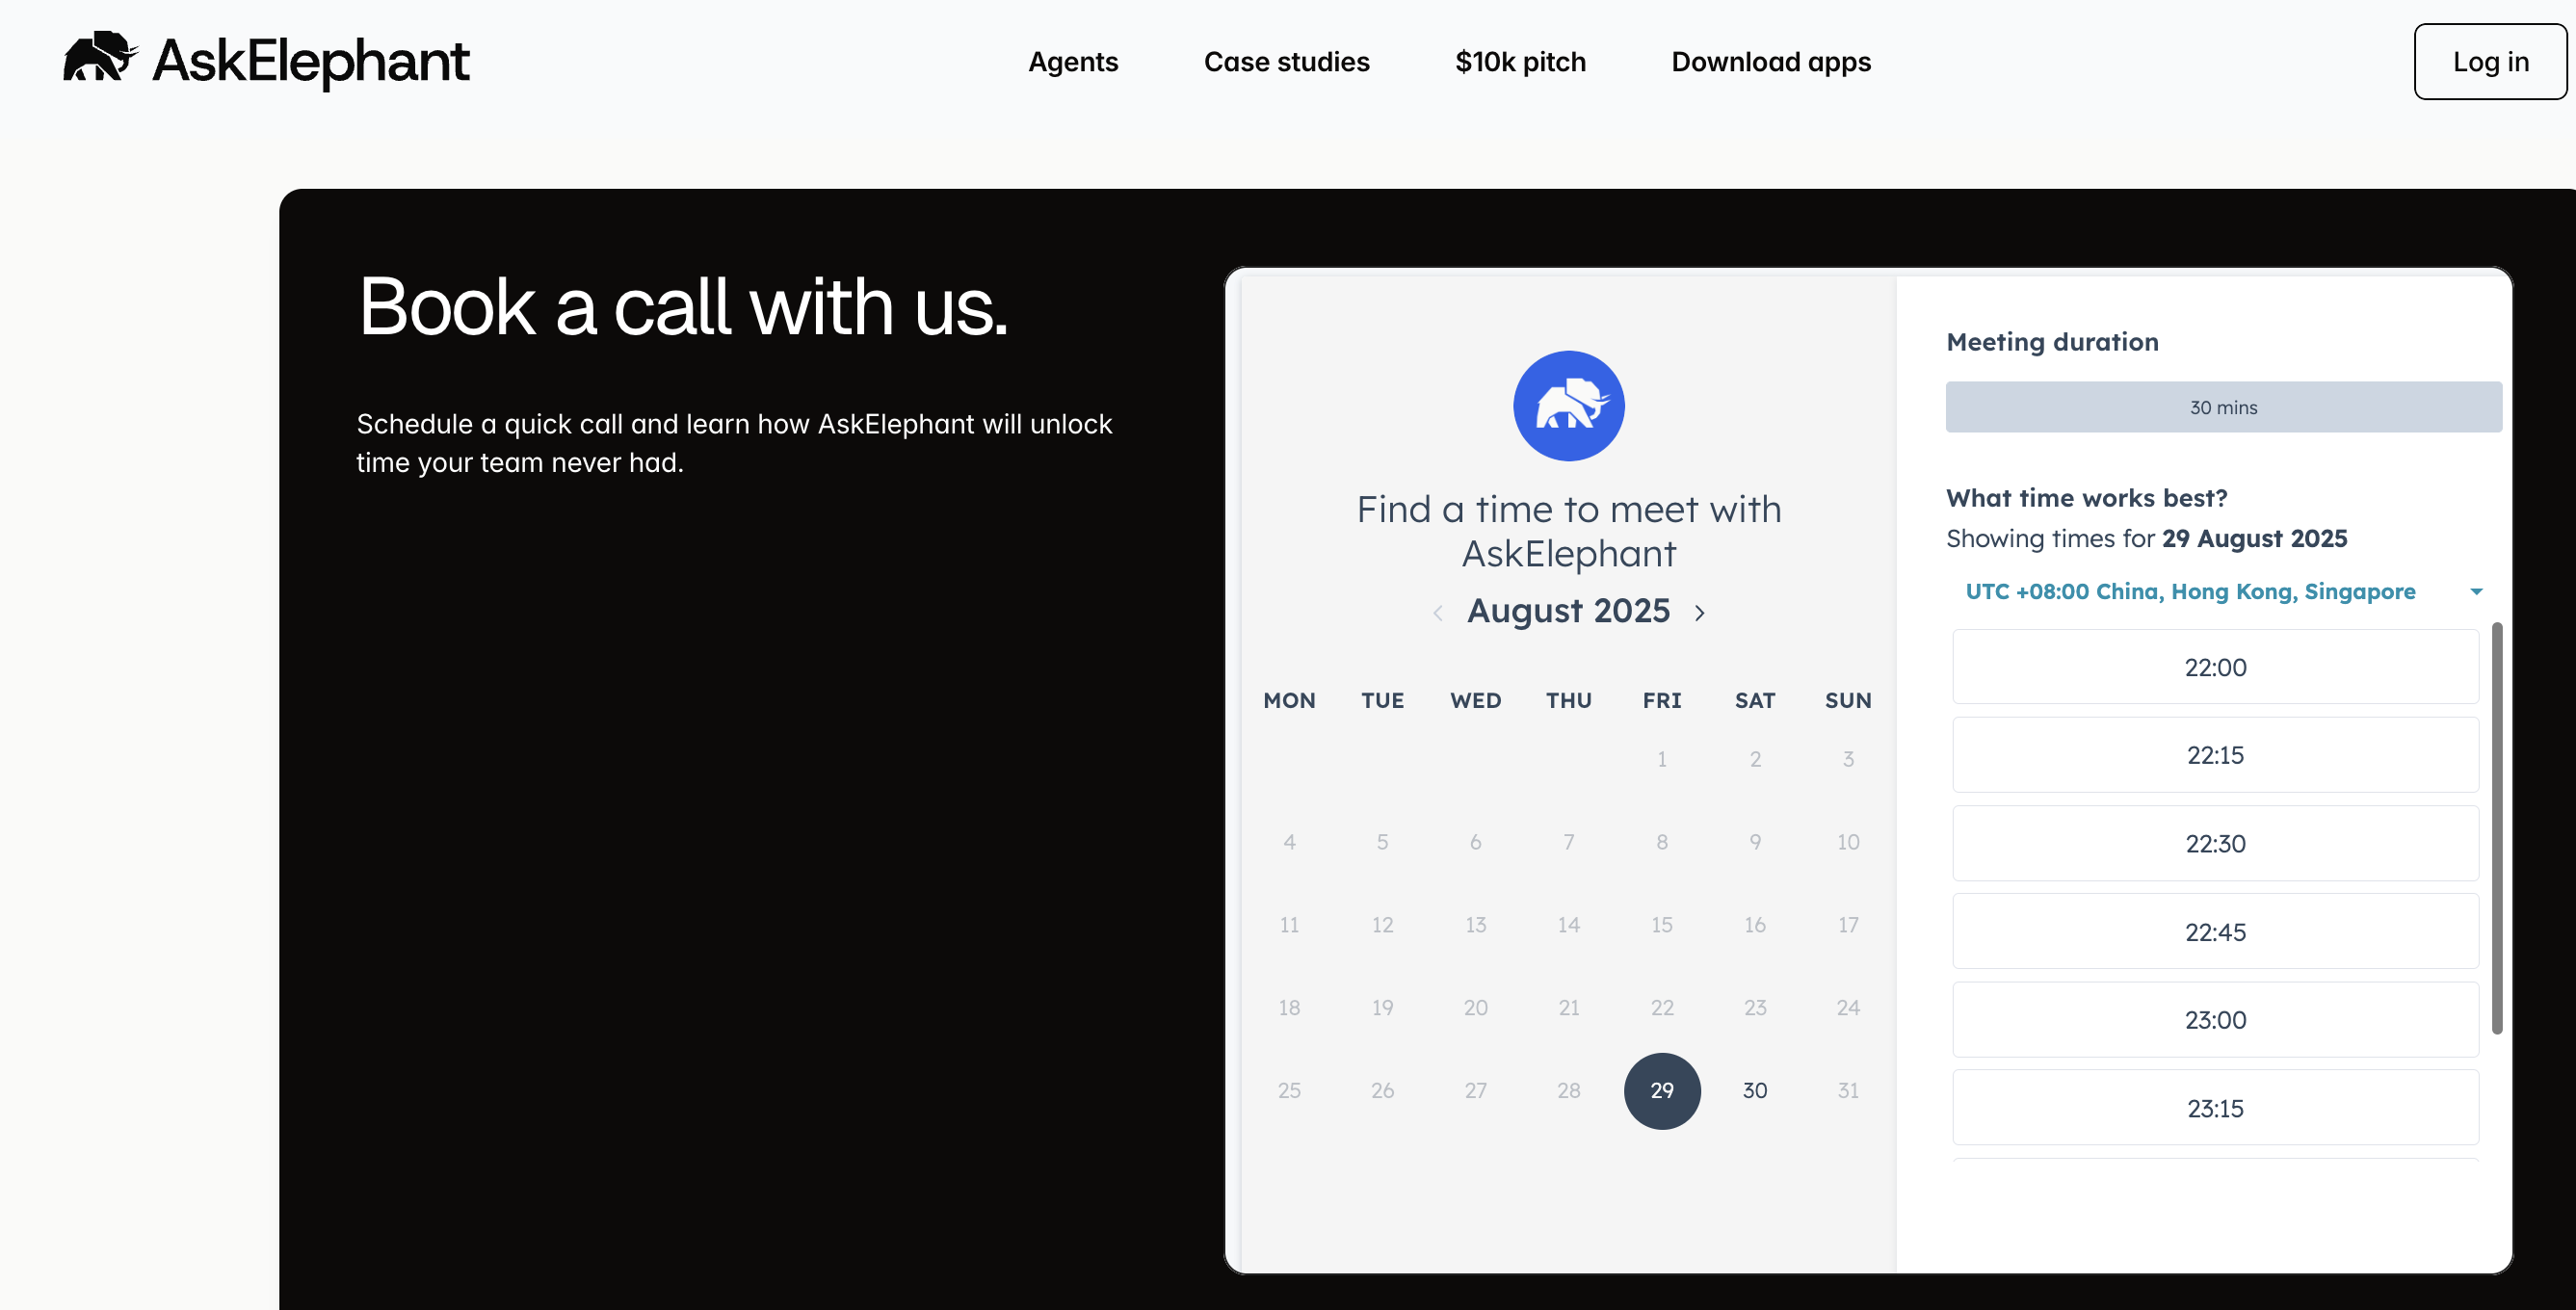 AskElephant
Agents
Case studies
$10k pitch
Download apps
Log in
Book a call with us.
Schedule a quick call and learn how AskElephant will unlock
time your team never had.
Find a time to meet with
AskElephant
August 2025
MON TUE WED THU FRI SAT SUN
1 2 3
4 5 6 7 8 9 10
11 12 13 14 15 16 17
18 19 20 21 22 23 24
25 26 27 28 29 30 31
Meeting duration
30 mins
What time works best?
Showing times for 29 August 2025
UTC +08:00 China, Hong Kong, Singapore
22:00
22:15
22:30
22:45
23:00
23:15